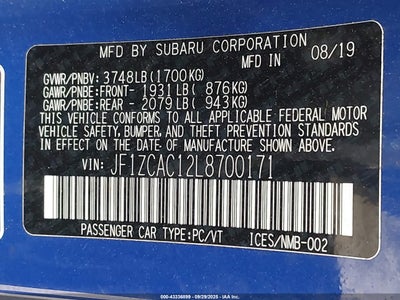 MFD BY SUBARU CORPORATION
IN 08/19
GVWR/PNBV: 3748LB(1700KG)
GAWR/PNBE:FRONT- 1931LB( 876KG)
GAWR/PNBE:REAR - 2079LB( 943KG)
THIS VEHICLE CONFORMS TO ALL APPLICABLE FEDERAL MOTOR
VEHICLE SAFETY, BUMPER, AND THEFT PREVENTION STANDARDS
IN EFFECT ON THE DATE OF MANUFACTURE SHOWN ABOVE.
VIN: JF1ZCAC12L8700171
PASSENGER CAR:PC/VT ICES/NMB-002
000-43336099 | 09/29/2025 | IAA Inc.